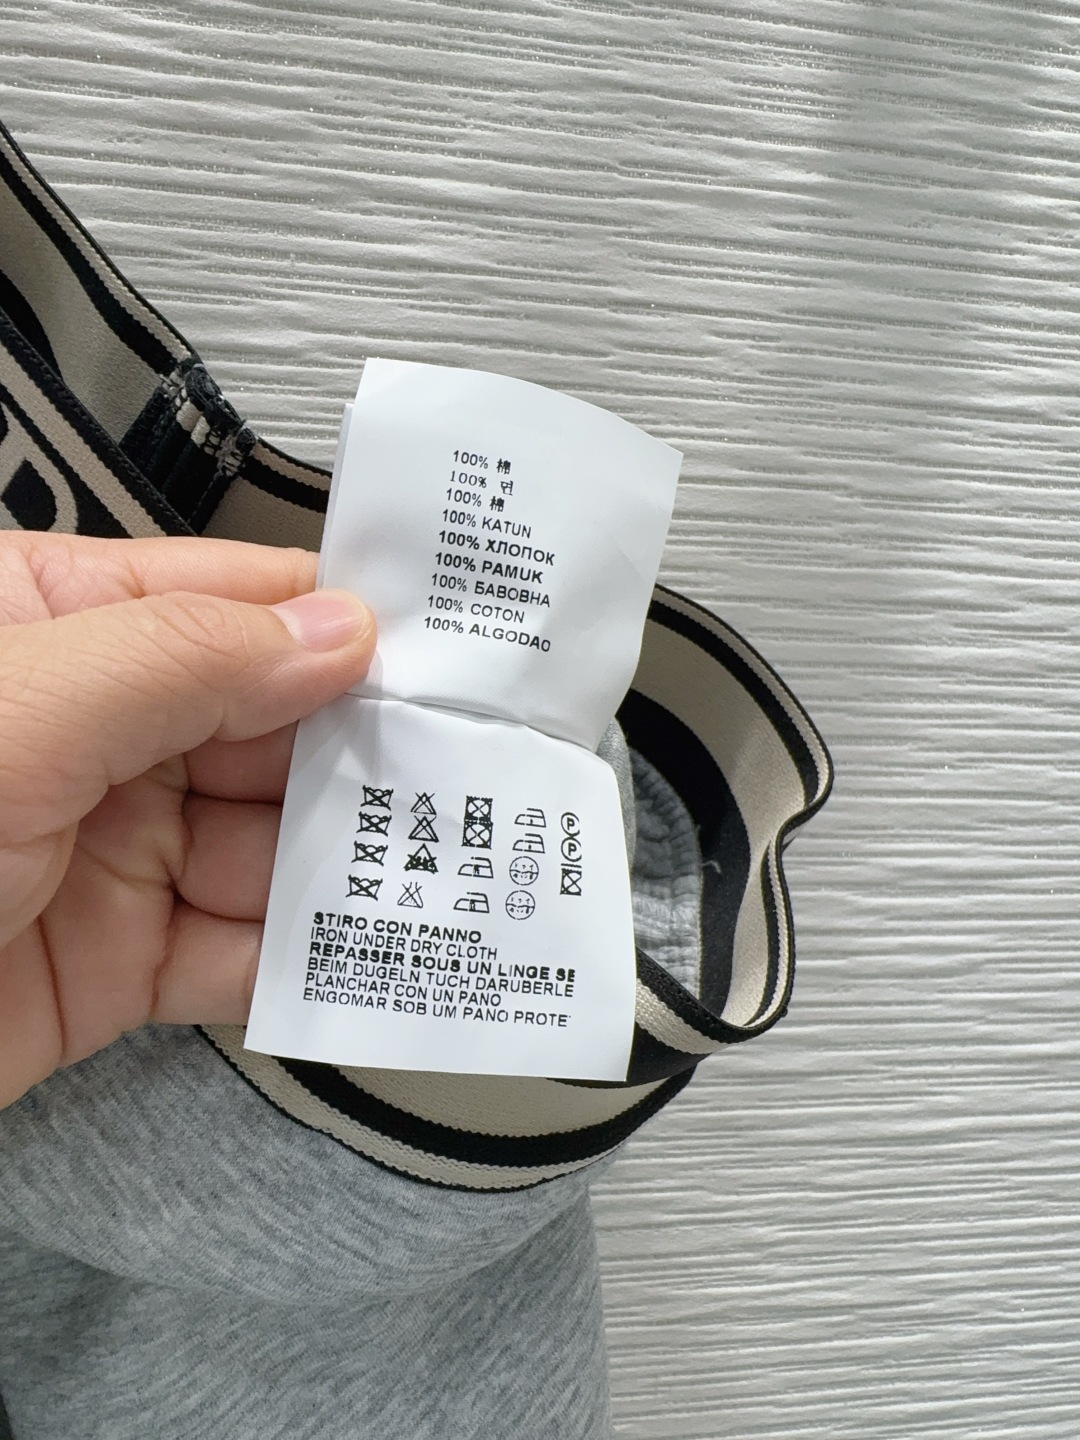 100% 棉
100% 면
100% 棉
100% KATUN
100% ХЛОПОК
100% PAMUK
100% БАВОВНА
100% COTON
100% ALGODAO
STIRO CON PANNO
IRON UNDER DRY CLOTH
REPASSER SOUS UN LINGE SE
BEIM DUGELN TUCH DARUBERLE
PLANCHAR CON UN PANO
ENGOMAR SOB UM PANO PROTE